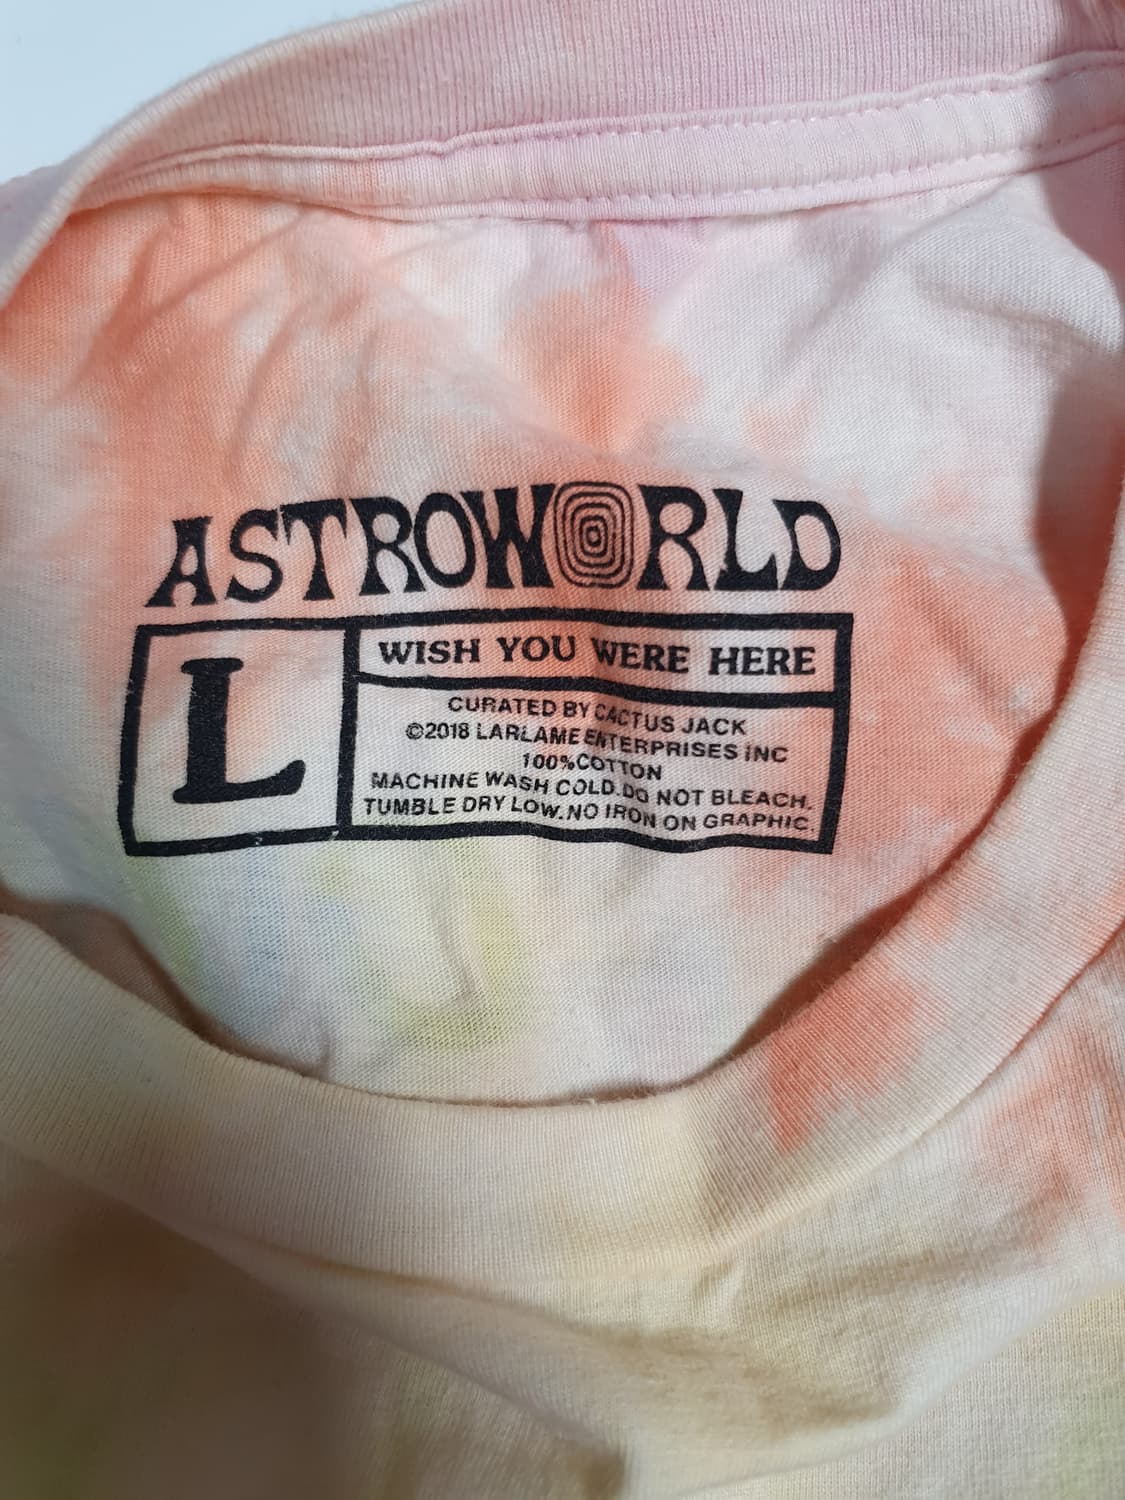 ASTROWORLD
L
WISH YOU WERE HERE
CURATED BY CACTUS JACK
©2018 LARLAME ENTERPRISES INC
100%COTTON
MACHINE WASH COLD.DO NOT BLEACH.
TUMBLE DRY LOW.NO IRON ON GRAPHIC.